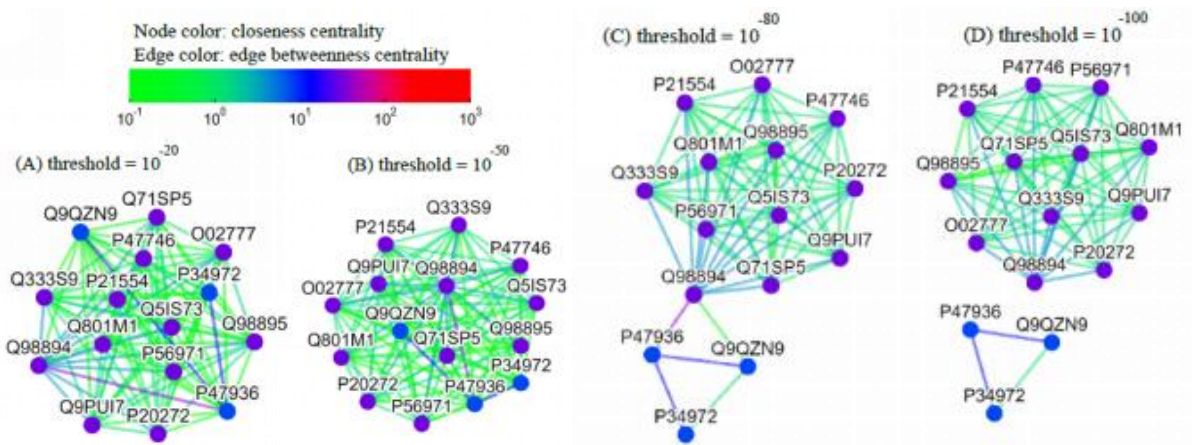 Node color: closeness centrality
Edge color: edge betweenness centrality
10^-1 10^0 10^1 10^2 10^3
(A) threshold = 10^-20
Q9QZN9
Q71SP5
P47746
O02777
Q333S9
P21554
P34972
Q5IS73
Q801M1
Q98895
Q98894
P56971
P47936
Q9PUI7
P20272
(B) threshold = 10^-50
Q333S9
P21554
P47746
Q9PUI7
Q98894
O02777
Q5IS73
Q9QZN9
Q98895
Q801M1
Q71SP5
P34972
P20272
P47936
P56971
(C) threshold = 10^-80
O02777
P21554
P47746
Q98895
Q801M1
Q333S9
P20272
Q5IS73
P56971
Q9PUI7
Q71SP5
Q98894
P47936
Q9QZN9
P34972
(D) threshold = 10^-100
P47746
P56971
P21554
Q5IS73
Q801M1
Q71SP5
Q98895
Q333S9
Q9PUI7
O02777
P20272
Q98894
P47936
Q9QZN9
P34972